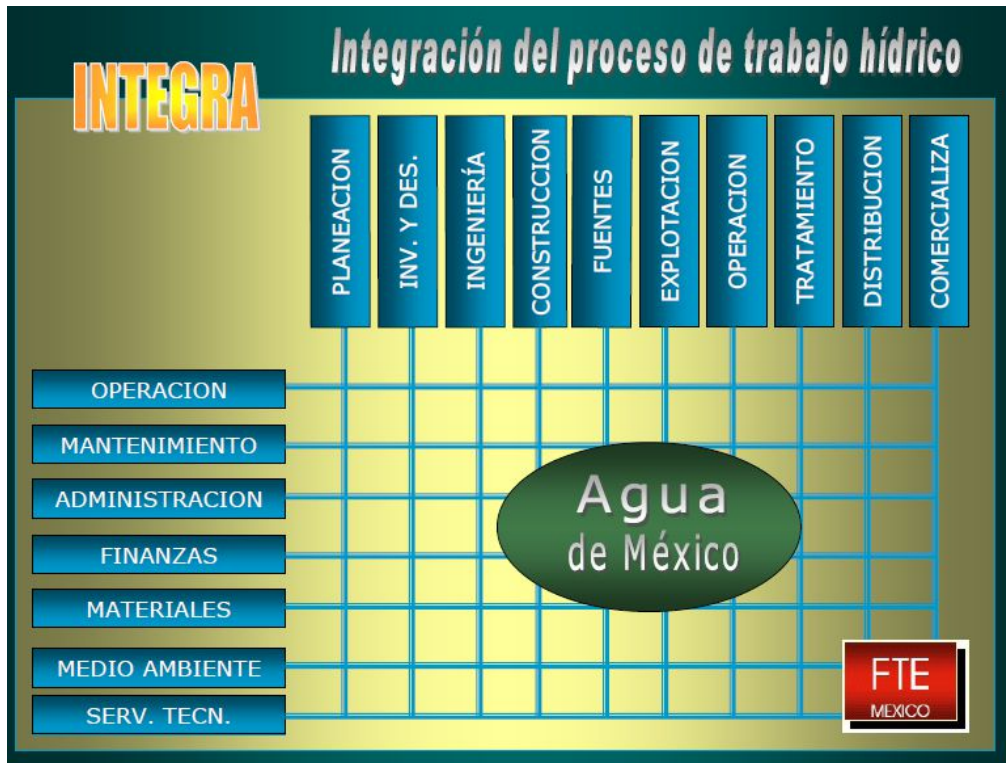 Integración del proceso de trabajo hídrico
INTEGRA
PLANEACION
INV. Y DES.
INGENIERÍA
CONSTRUCCION
FUENTES
EXPLOTACION
OPERACION
TRATAMIENTO
DISTRIBUCION
COMERCIALIZA
OPERACION
MANTENIMIENTO
ADMINISTRACION
FINANZAS
MATERIALES
MEDIO AMBIENTE
SERV. TECN.
Agua
de México
FTE
MEXICO